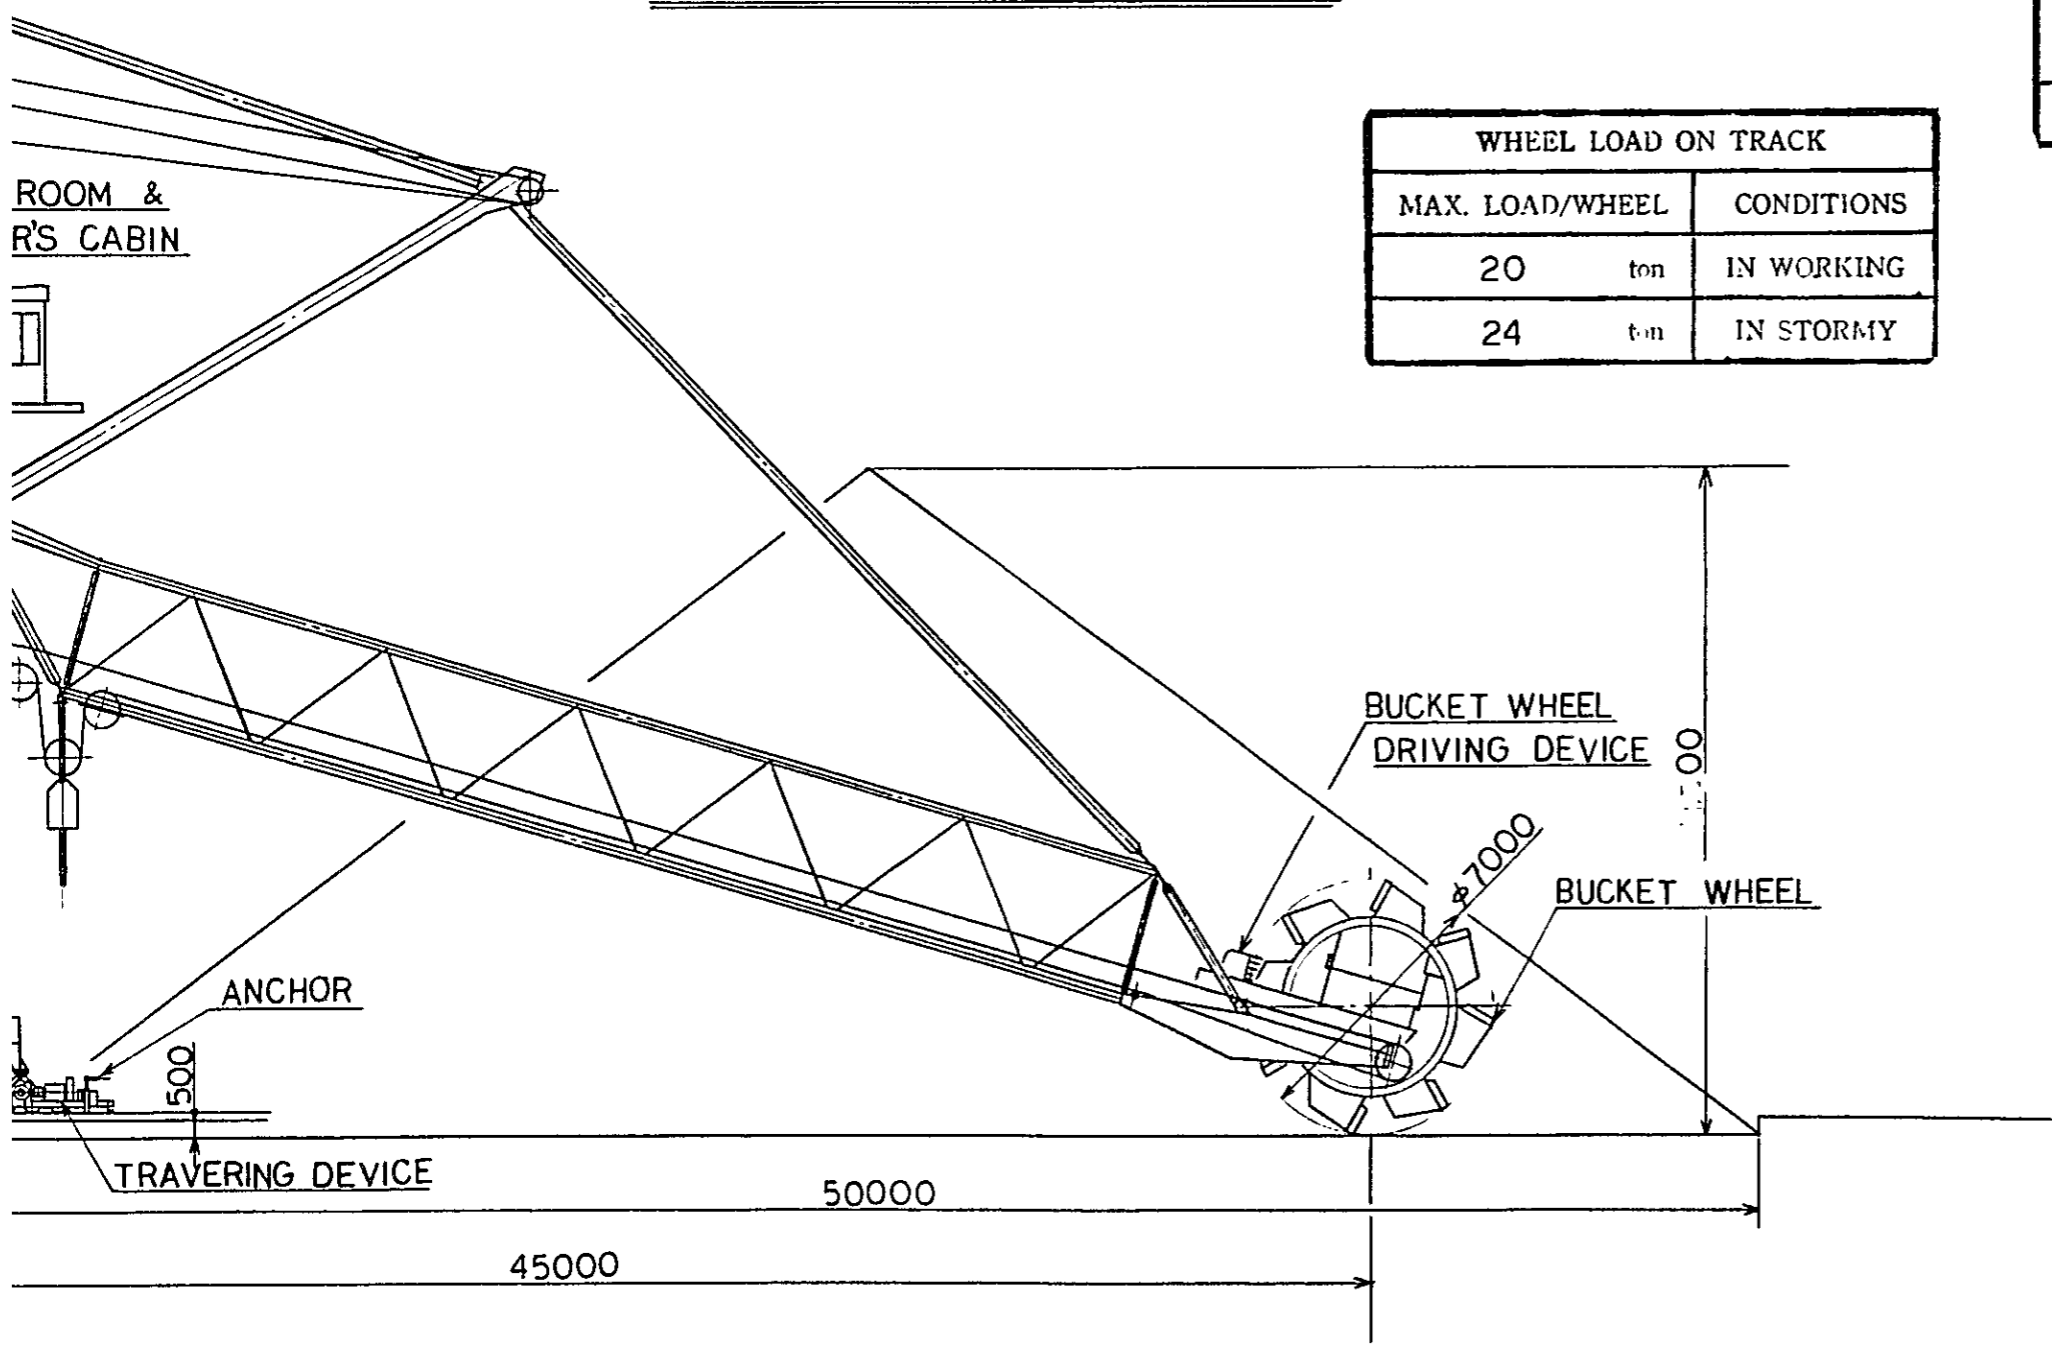 WHEEL LOAD ON TRACK
MAX. LOAD/WHEEL CONDITIONS
20 ton IN WORKING
24 ton IN STORMY
ROOM &
R'S CABIN
BUCKET WHEEL
DRIVING DEVICE
00
φ7000
BUCKET WHEEL
ANCHOR
500
TRAVERING DEVICE
50000
45000